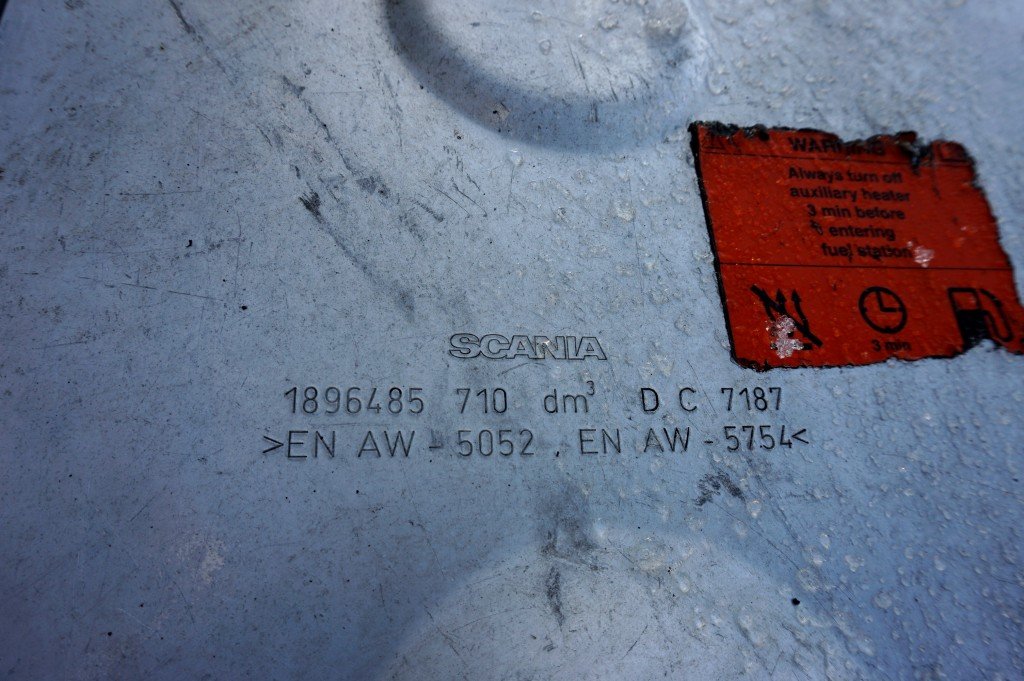 WARNING
Always turn off
auxiliary heater
3 min before
entering
fuel station
3 min
SCANIA
1896485 710 dm³ D C 7187
>EN AW - 5052 , EN AW - 5754<